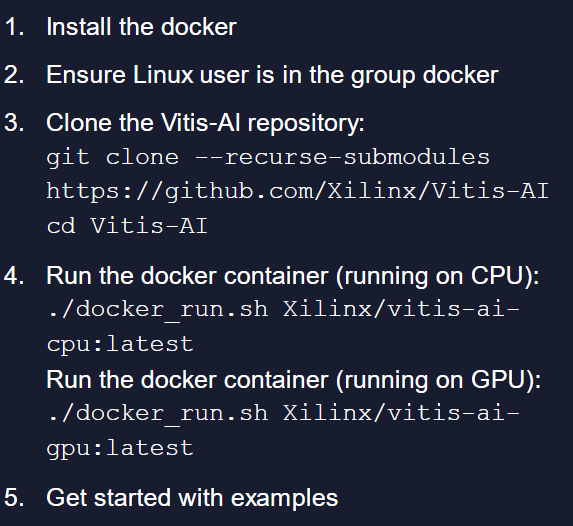 1. Install the docker
2. Ensure Linux user is in the group docker
3. Clone the Vitis-AI repository:
git clone --recurse-submodules
https://github.com/Xilinx/Vitis-AI
cd Vitis-AI
4. Run the docker container (running on CPU):
./docker_run.sh Xilinx/vitis-ai-
cpu:latest
Run the docker container (running on GPU):
./docker_run.sh Xilinx/vitis-ai-
gpu:latest
5. Get started with examples